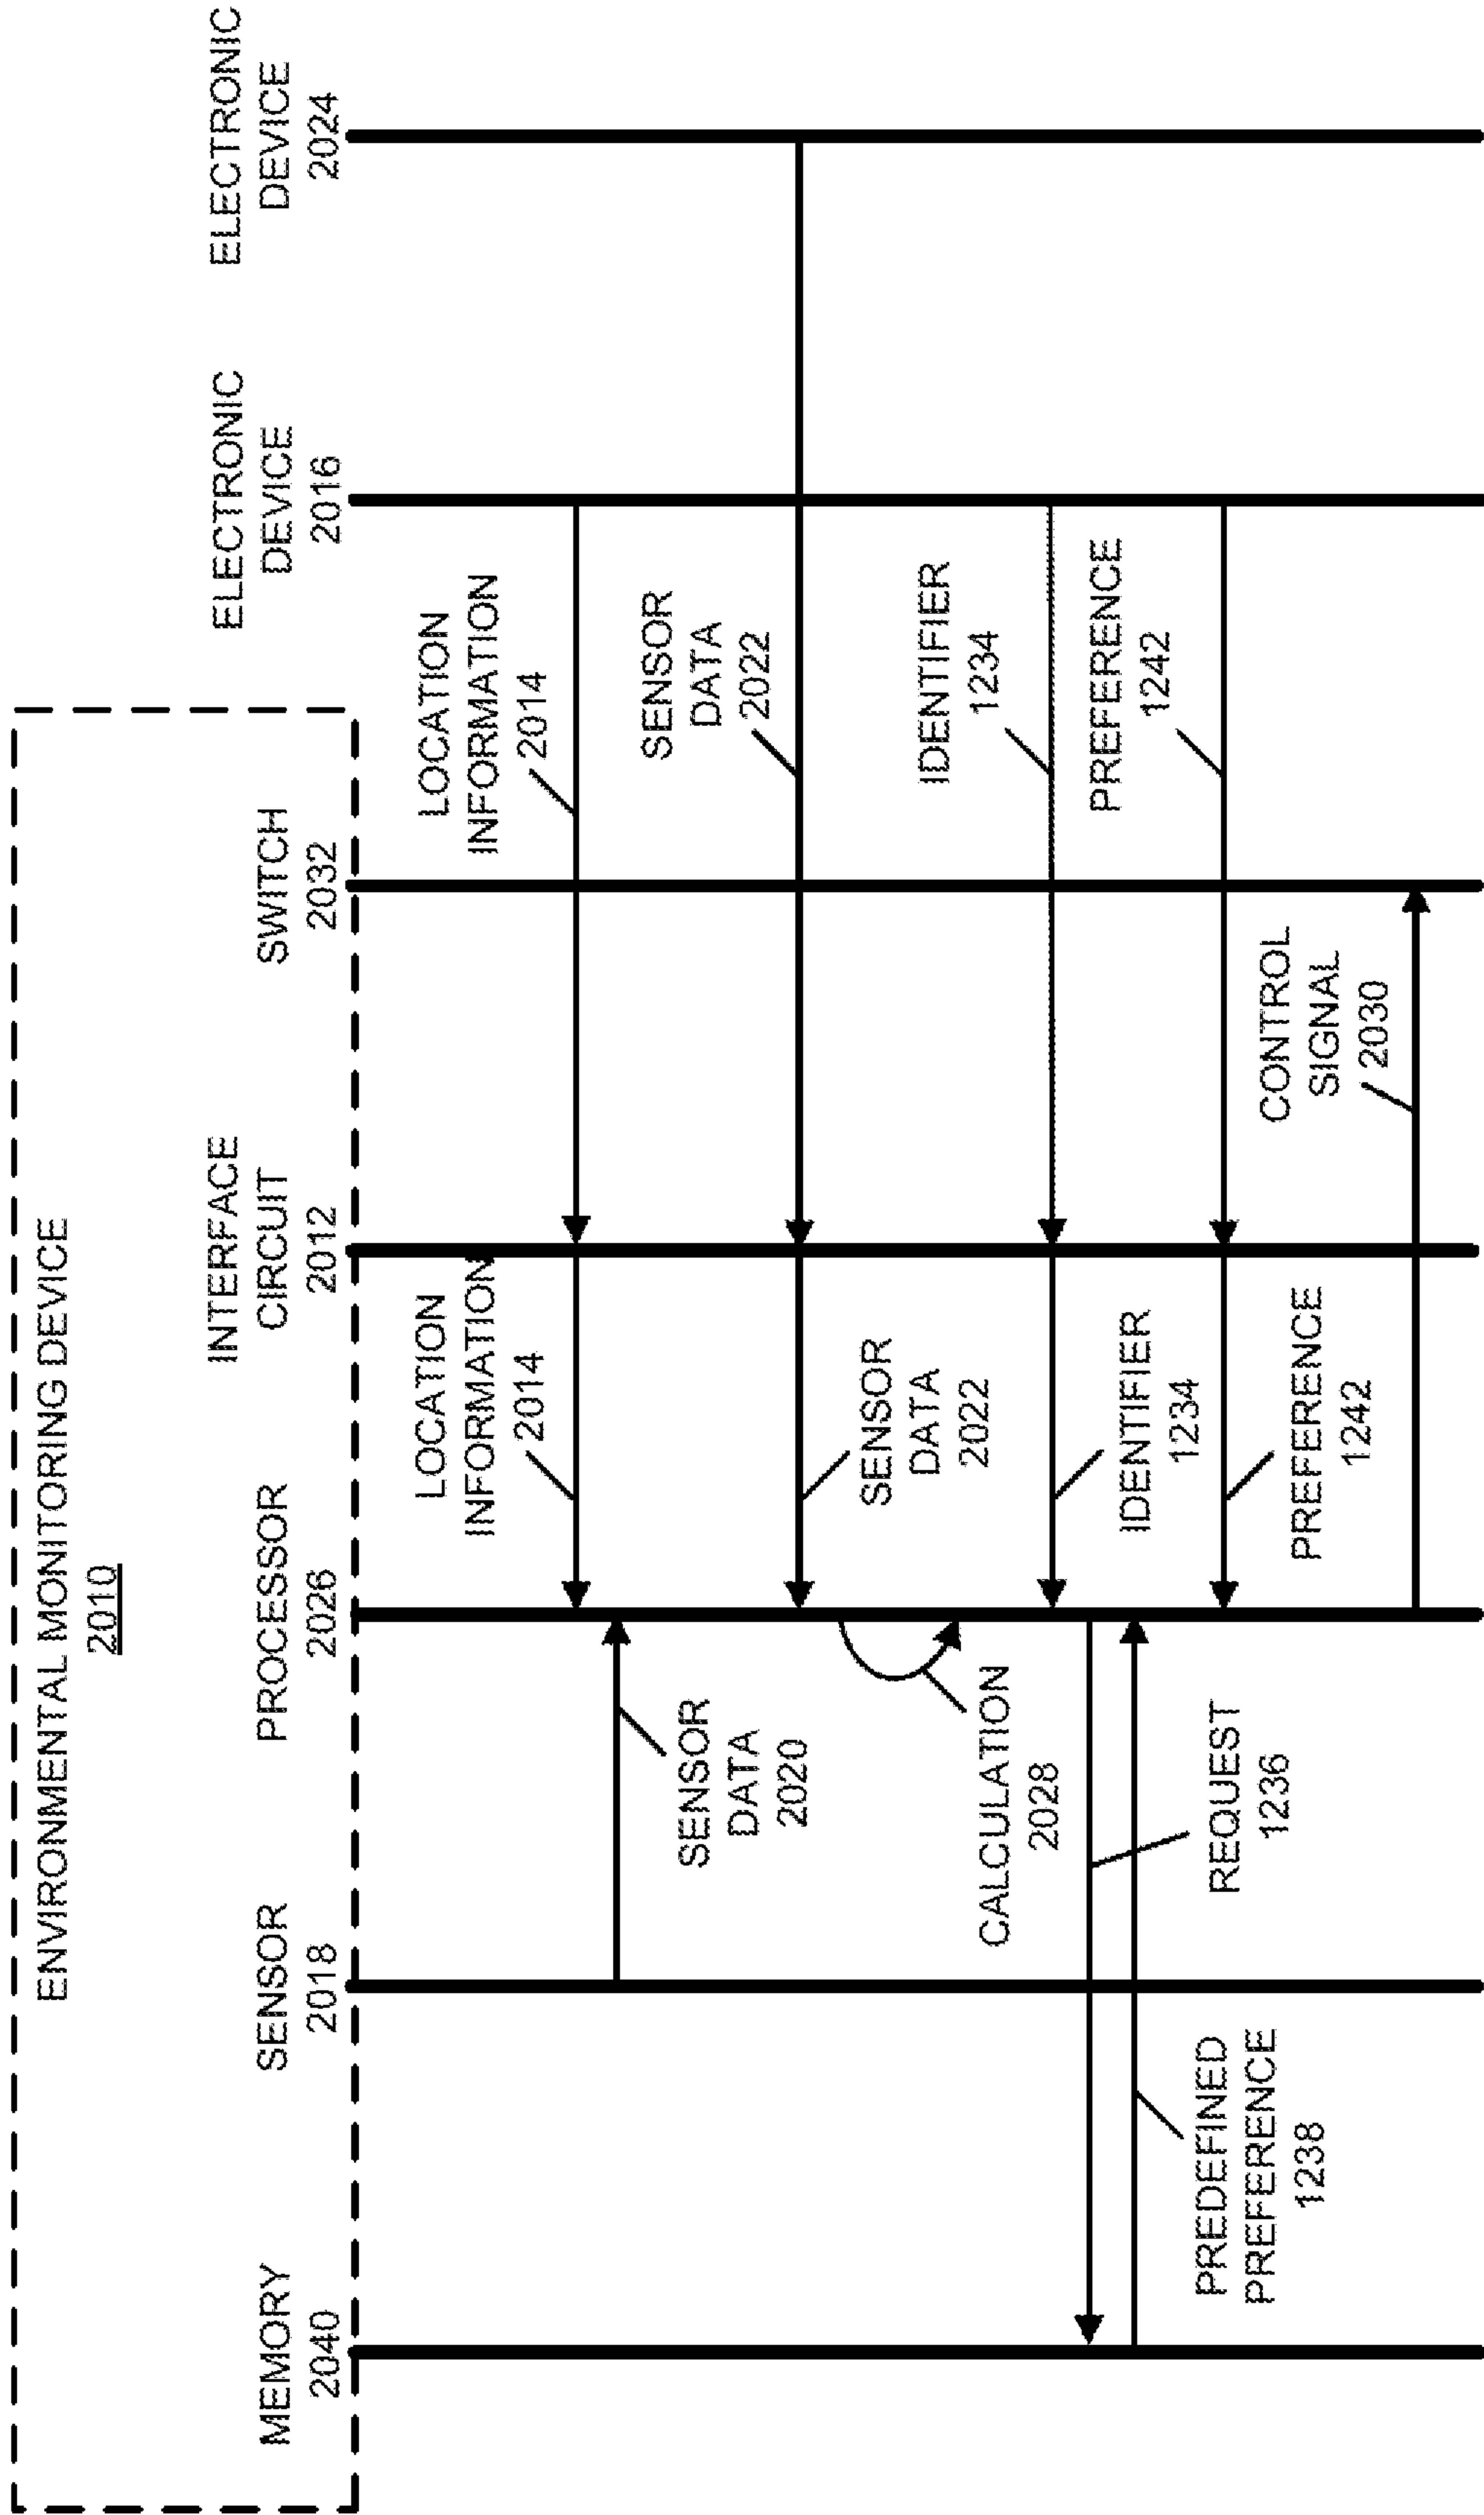 ENVIRONMENTAL MONITORING DEVICE
2010
MEMORY
2040
SENSOR
2018
PROCESSOR
2026
INTERFACE
CIRCUIT
2012
SWITCH
2032
ELECTRONIC
DEVICE
2016
ELECTRONIC
DEVICE
2024
LOCATION
INFORMATION
2014
LOCATION
INFORMATION
2014
SENSOR
DATA
2020
SENSOR
DATA
2022
SENSOR
DATA
2022
CALCULATION
2028
IDENTIFIER
1234
IDENTIFIER
1234
REQUEST
1236
PREDEFINED
PREFERENCE
1238
PREFERENCE
1242
PREFERENCE
1242
CONTROL
SIGNAL
2030